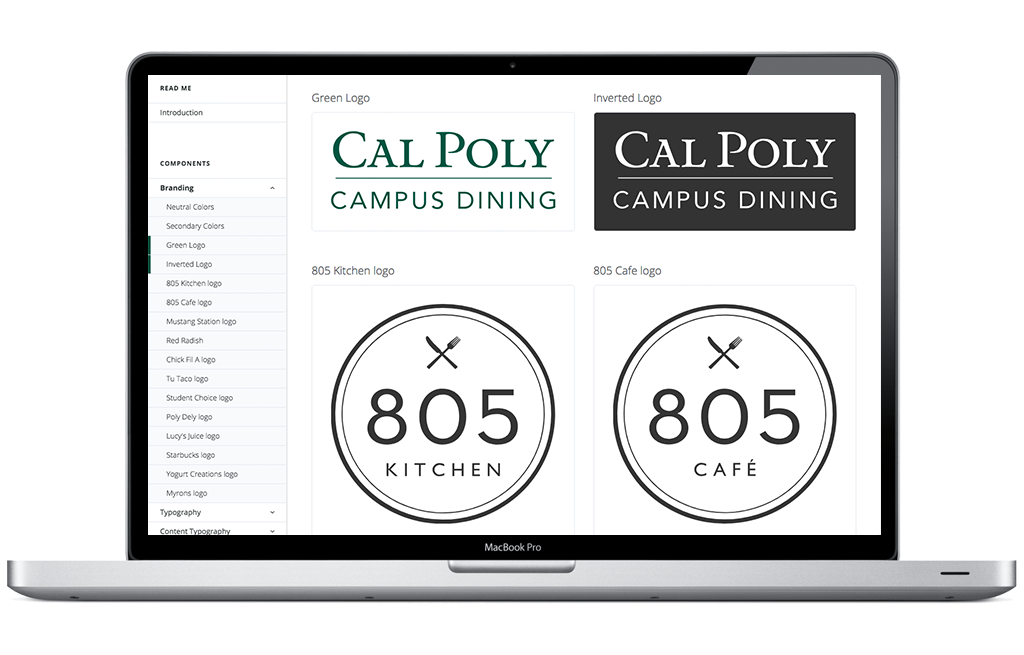 READ ME
Introduction
COMPONENTS
Branding
Neutral Colors
Secondary Colors
Green Logo
Inverted Logo
805 Kitchen logo
805 Cafe logo
Mustang Station logo
Red Radish
Chick Fil A logo
Tu Taco logo
Student Choice logo
Poly Dely logo
Lucy's Juice logo
Starbucks logo
Yogurt Creations logo
Myrons logo
Typography
Content Typography
Green Logo
CAL POLY
CAMPUS DINING
Inverted Logo
CAL POLY
CAMPUS DINING
805 Kitchen logo
805
KITCHEN
805 Cafe logo
805
CAFÉ
MacBook Pro